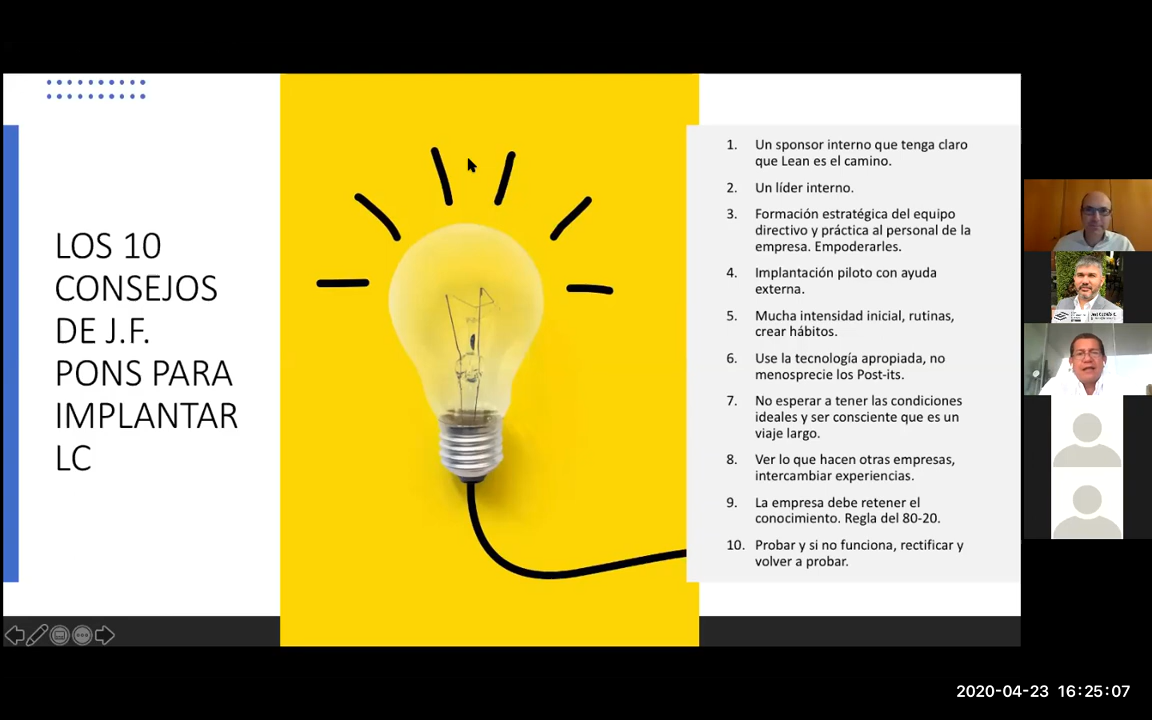 LOS 10
CONSEJOS
DE J.F.
PONS PARA
IMPLANTAR
LC
1. Un sponsor interno que tenga claro
que Lean es el camino.
2. Un líder interno.
3. Formación estratégica del equipo
directivo y práctica al personal de la
empresa. Empoderarles.
4. Implantación piloto con ayuda
externa.
5. Mucha intensidad inicial, rutinas,
crear hábitos.
6. Use la tecnología apropiada, no
menosprecie los Post-its.
7. No esperar a tener las condiciones
ideales y ser consciente que es un
viaje largo.
8. Ver lo que hacen otras empresas,
intercambiar experiencias.
9. La empresa debe retener el
conocimiento. Regla del 80-20.
10. Probar y si no funciona, rectificar y
volver a probar.
2020-04-23 16:25:07